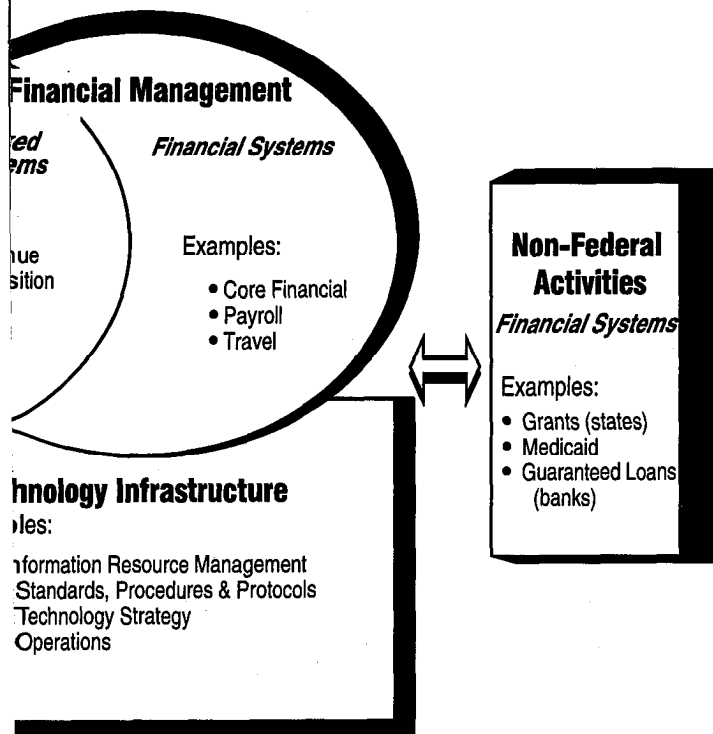 Financial Management
Financial Systems
Examples:
• Core Financial
• Payroll
• Travel
Infrastructure
Information Resource Management
Standards, Procedures & Protocols
Technology Strategy
Operations
Non-Federal
Activities
Financial Systems
Examples:
• Grants (states)
• Medicaid
• Guaranteed Loans
(banks)